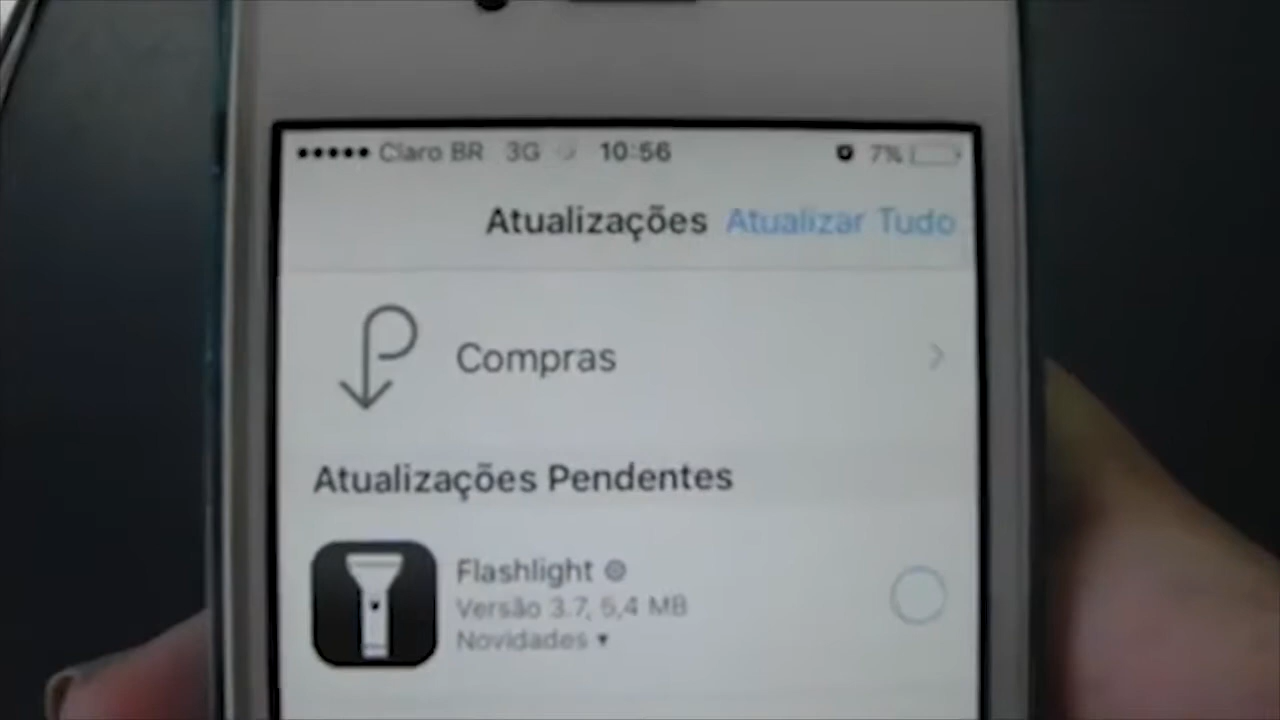 Claro BR 3G 10:56 7%
Atualizações Atualizar Tudo
Compras
Atualizações Pendentes
Flashlight
Versão 3.7, 5,4 MB
Novidades